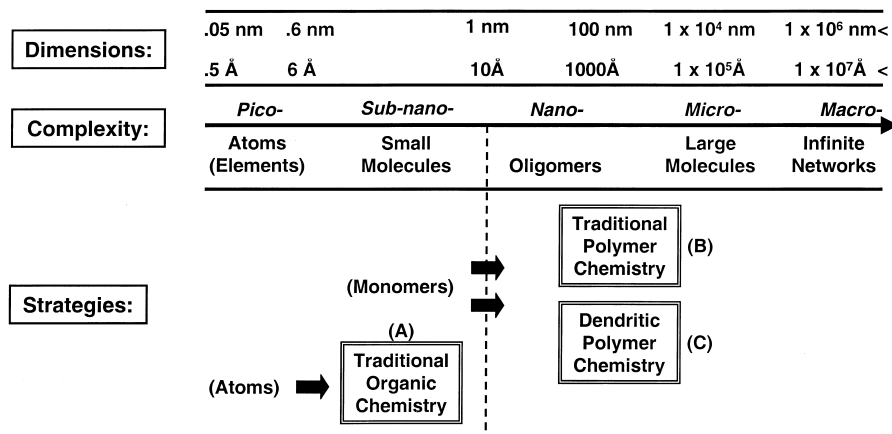 Dimensions:
.05 nm .6 nm 1 nm 100 nm 1 x 10⁴ nm 1 x 10⁶ nm<
.5 Å 6 Å 10Å 1000Å 1 x 10⁵Å 1 x 10⁷Å <
Complexity:
Pico- Sub-nano- Nano- Micro- Macro-
Atoms
(Elements)
Small
Molecules
Oligomers
Large
Molecules
Infinite
Networks
Strategies:
Traditional
Polymer
Chemistry
(B)
(Monomers)
Dendritic
Polymer
Chemistry
(C)
(A)
(Atoms)
Traditional
Organic
Chemistry